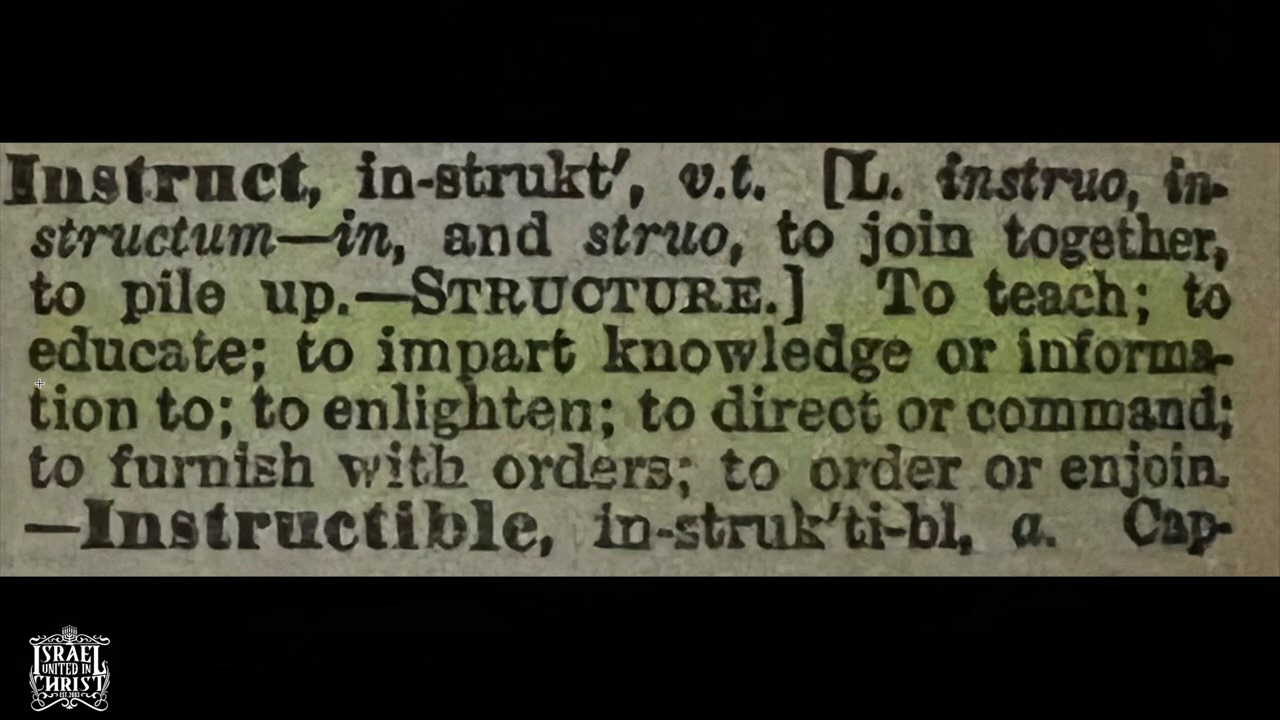 Instruct, in-strukt', v.t. [L. instruo, in-
structum—in, and struo, to join together,
to pile up.—STRUCTURE.] To teach; to
educate; to impart knowledge or informa-
tion to; to enlighten; to direct or command;
to furnish with orders; to order or enjoin.
—Instructible, in-struk'ti-bl, a. Cap-
ISRAEL
UNITED IN
CHRIST
EST. 2003